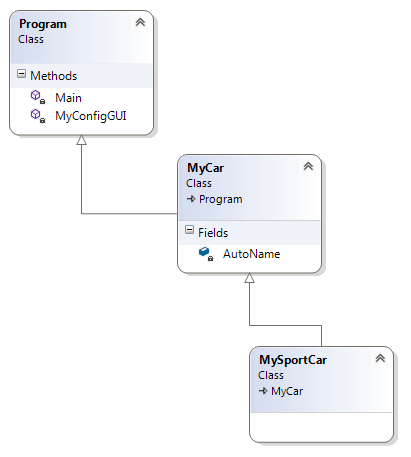 Program
Class
Methods
Main
MyConfigGUI
MyCar
Class
Program
Fields
AutoName
MySportCar
Class
MyCar